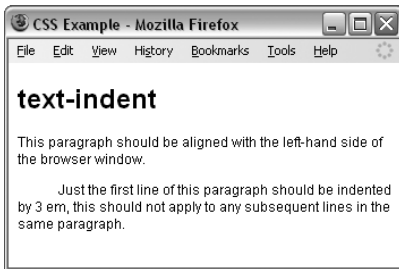 CSS Example - Mozilla Firefox
File Edit View History Bookmarks Tools Help
text-indent
This paragraph should be aligned with the left-hand side of
the browser window.
Just the first line of this paragraph should be indented
by 3 em, this should not apply to any subsequent lines in the
same paragraph.